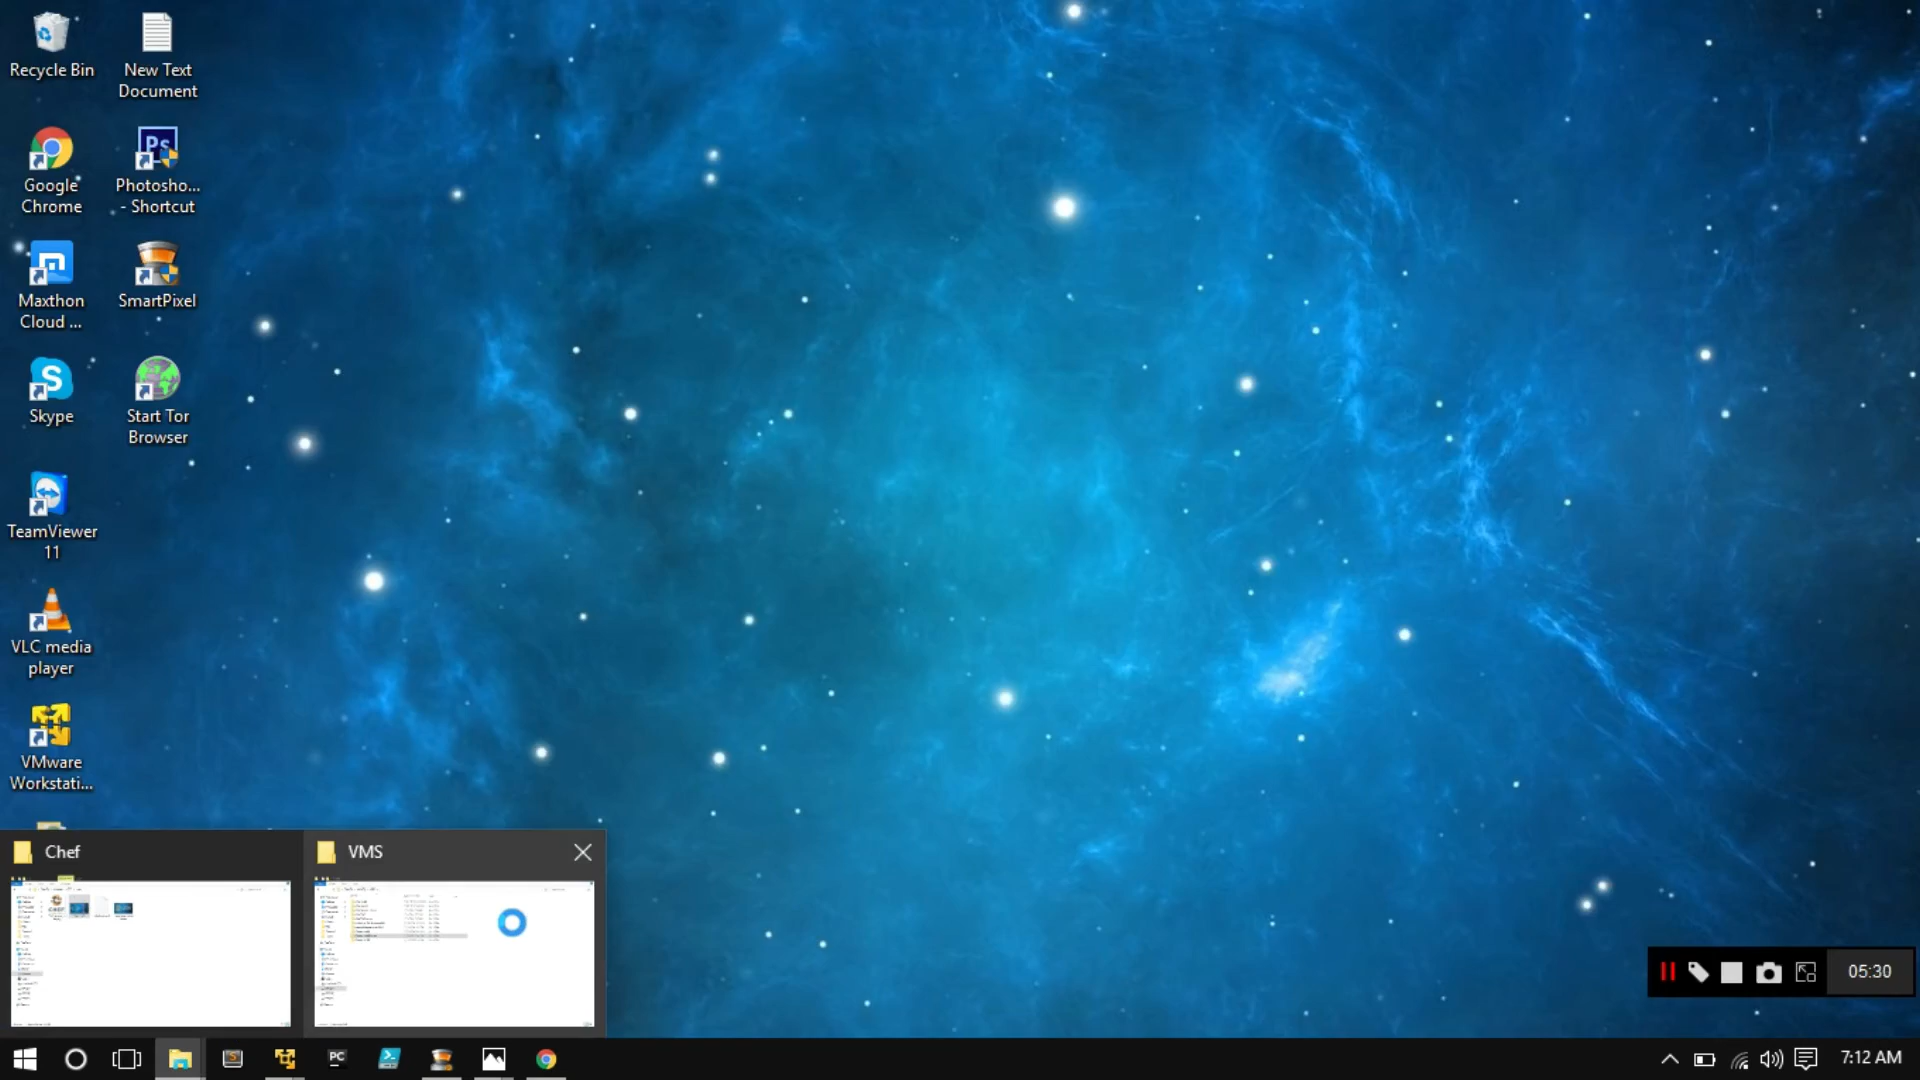 Recycle Bin
New Text
Document
Google
Chrome
Ps
Photosho...
- Shortcut
Maxthon
Cloud ...
SmartPixel
Skype
Start Tor
Browser
TeamViewer
11
VLC media
player
VMware
Workstati...
Chef
VMS
05:30
PC
7:12 AM